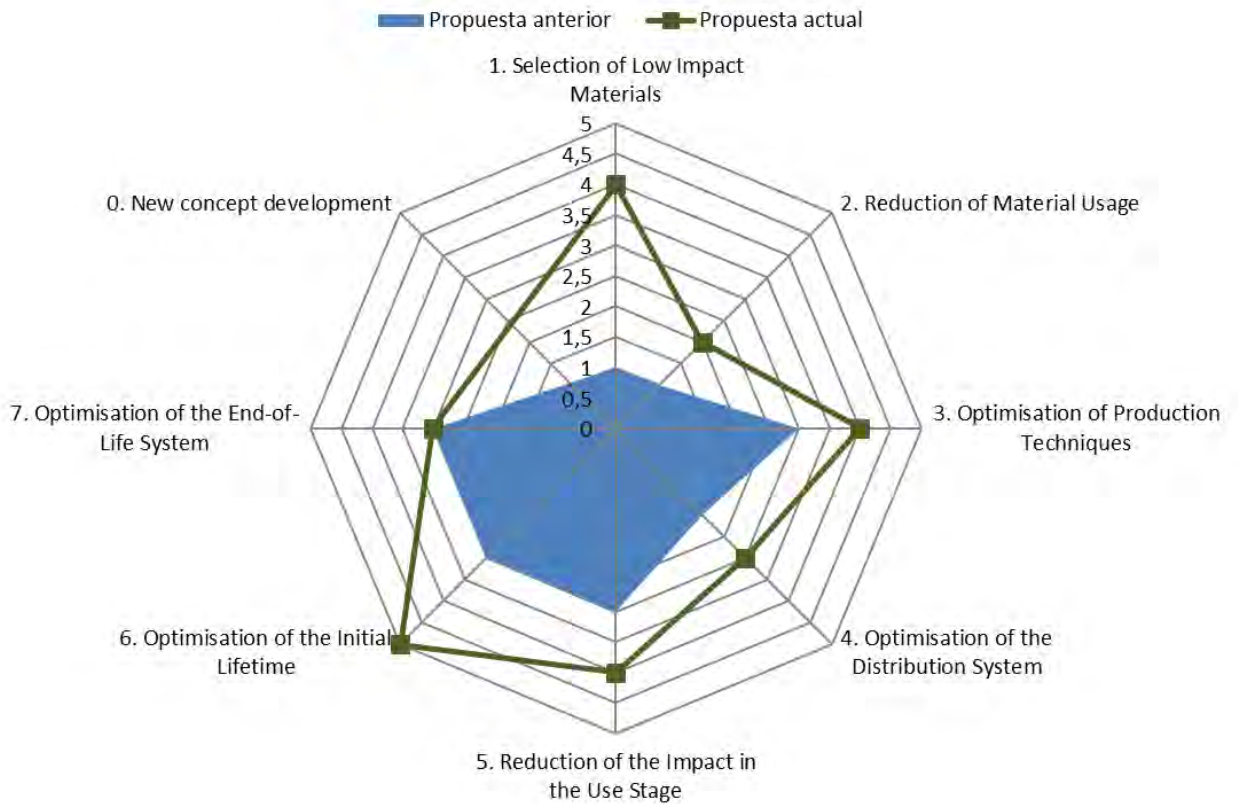 Propuesta anterior
Propuesta actual
1. Selection of Low Impact
Materials
5
4,5
4
3,5
3
2,5
2
1,5
1
0,5
0
0. New concept development
2. Reduction of Material Usage
7. Optimisation of the End-of-
Life System
3. Optimisation of Production
Techniques
6. Optimisation of the Initial
Lifetime
4. Optimisation of the
Distribution System
5. Reduction of the Impact in
the Use Stage